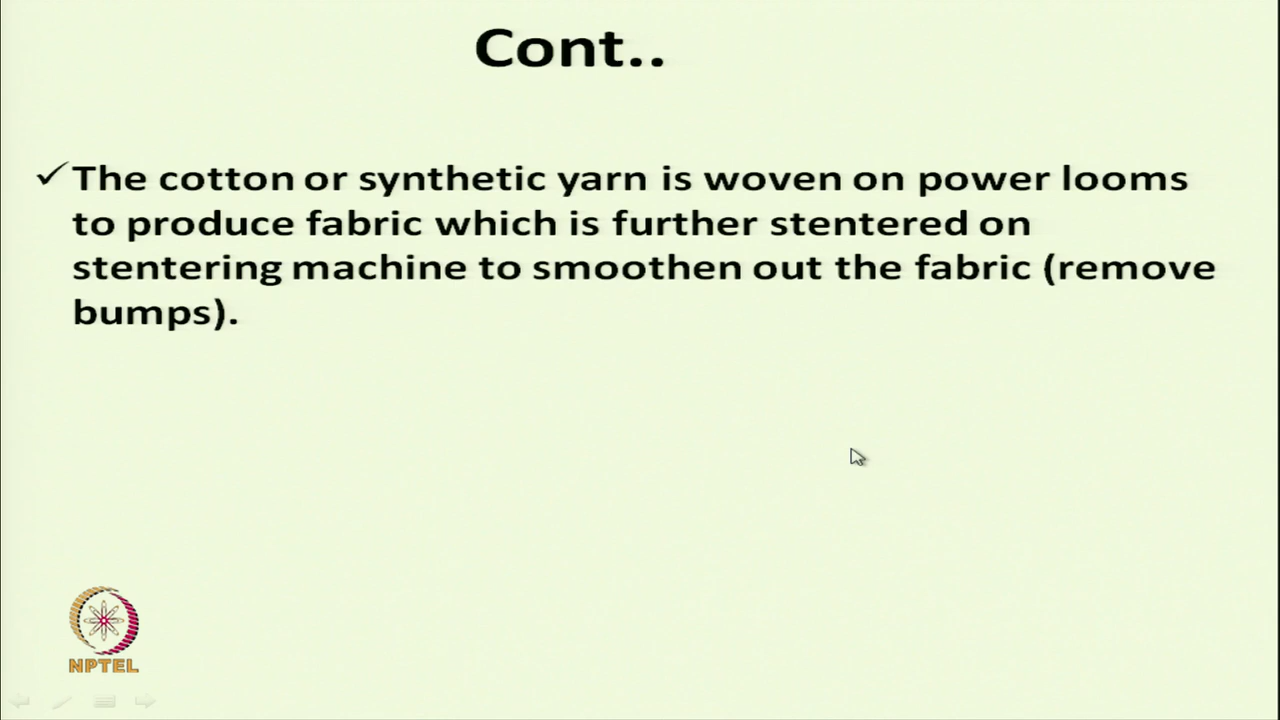 Cont..
✓The cotton or synthetic yarn is woven on power looms
to produce fabric which is further stentered on
stentering machine to smoothen out the fabric (remove
bumps).
NPTEL